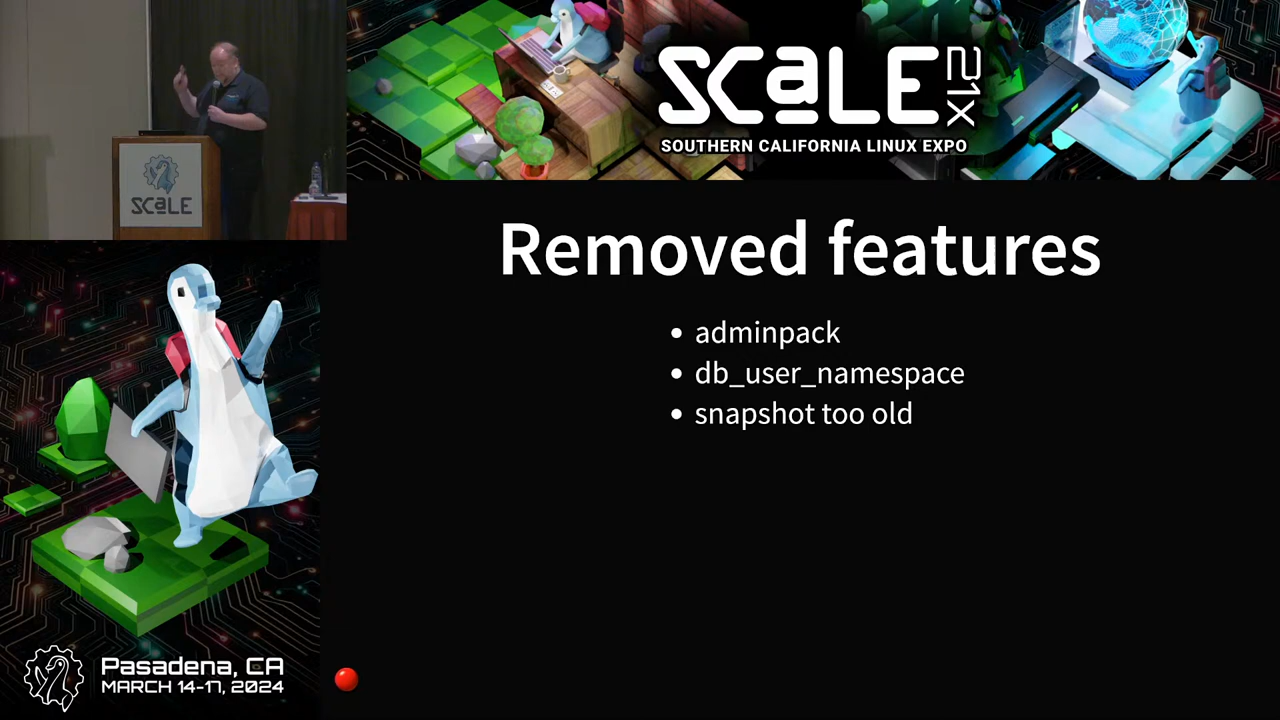 SCALE
21X
SOUTHERN CALIFORNIA LINUX EXPO
SCALE
Removed features
• adminpack
• db_user_namespace
• snapshot too old
Pasadena, CA
MARCH 14-17, 2024